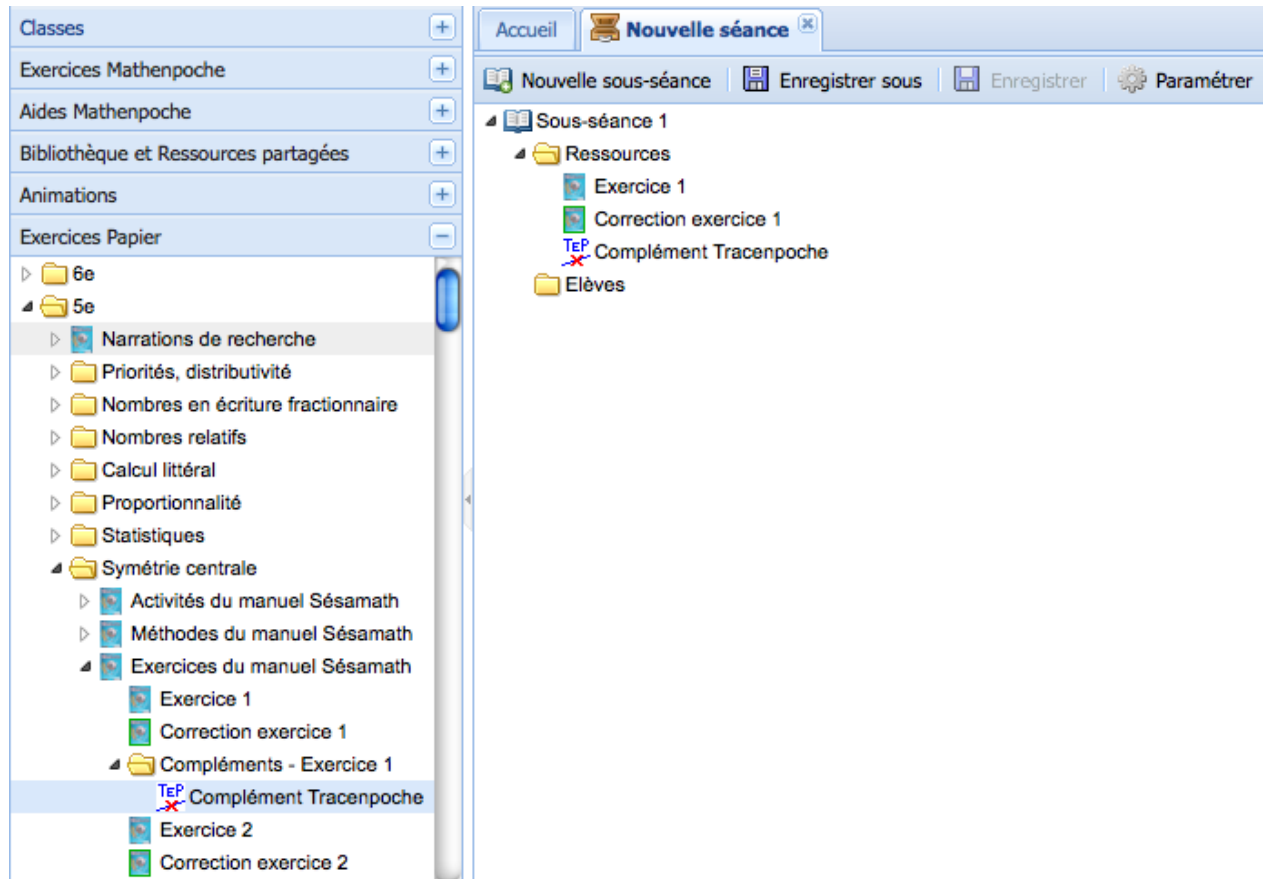 Classes
Exercices Mathenpoche
Aides Mathenpoche
Bibliothèque et Ressources partagées
Animations
Exercices Papier
6e
5e
Narrations de recherche
Priorités, distributivité
Nombres en écriture fractionnaire
Nombres relatifs
Calcul littéral
Proportionnalité
Statistiques
Symétrie centrale
Activités du manuel Sésamath
Méthodes du manuel Sésamath
Exercices du manuel Sésamath
Exercice 1
Correction exercice 1
Compléments - Exercice 1
TeP Complément Tracenpoche
Exercice 2
Correction exercice 2
Accueil Nouvelle séance
Nouvelle sous-séance Enregistrer sous Enregistrer Paramétrer
Sous-séance 1
Ressources
Exercice 1
Correction exercice 1
TeP Complément Tracenpoche
Elèves